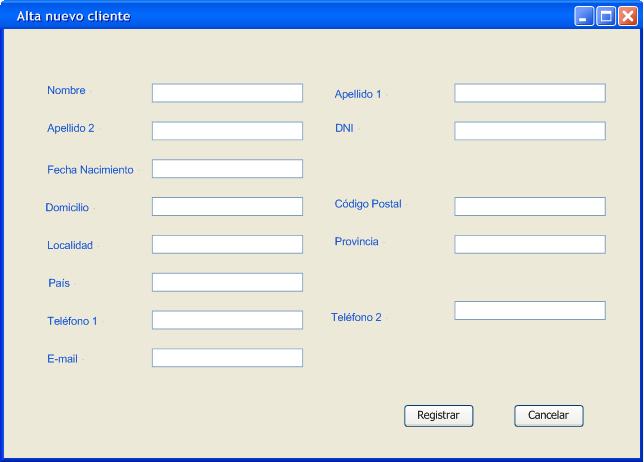 Alta nuevo cliente
Nombre
Apellido 1
Apellido 2
DNI
Fecha Nacimiento
Domicilio
Código Postal
Localidad
Provincia
País
Teléfono 1
Teléfono 2
E-mail
Registrar
Cancelar